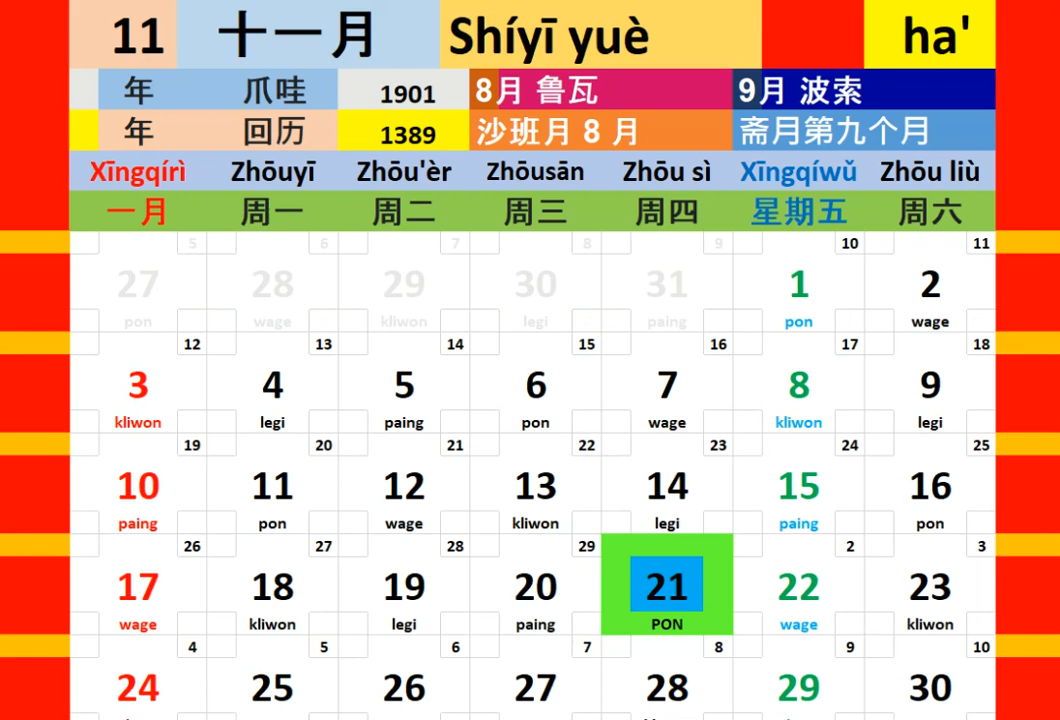 11 十一月 Shíyī yuè ha'
年 爪哇 1901 8月 鲁瓦 9月 波索
年 回历 1389 沙班月 8 月 斋月第九个月
Xīngqírì Zhōuyī Zhōu'èr Zhōusān Zhōu sì Xīngqíwǔ Zhōu liù
一月 周一 周二 周三 周四 星期五 周六
5 6 7 8 9 10 11
27 28 29 30 31 1 2
pon wage kliwon legi paing pon wage
12 13 14 15 16 17 18
3 4 5 6 7 8 9
kliwon legi paing pon wage kliwon legi
19 20 21 22 23 24 25
10 11 12 13 14 15 16
paing pon wage kliwon legi paing pon
26 27 28 29 2 3
17 18 19 20 21 22 23
wage kliwon legi paing PON wage kliwon
4 5 6 7 8 9 10
24 25 26 27 28 29 30